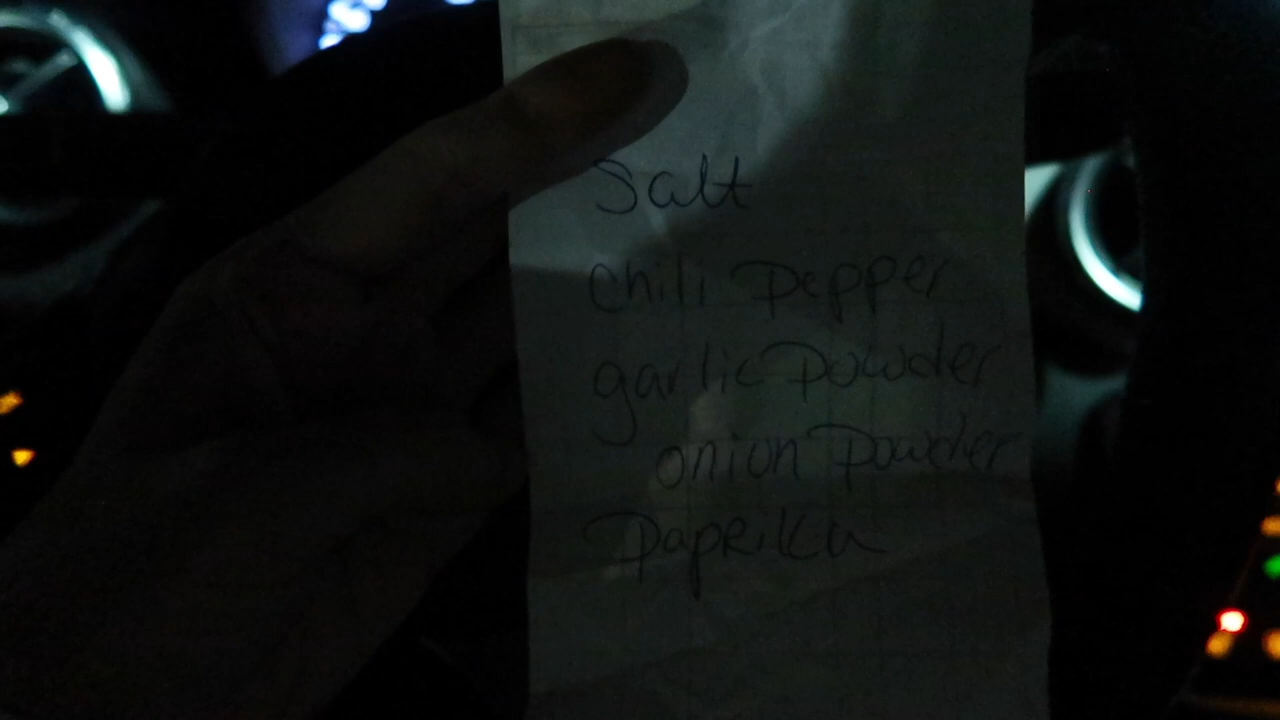 Salt
Chili Pepper
garlic Powder
onion Powder
Paprika